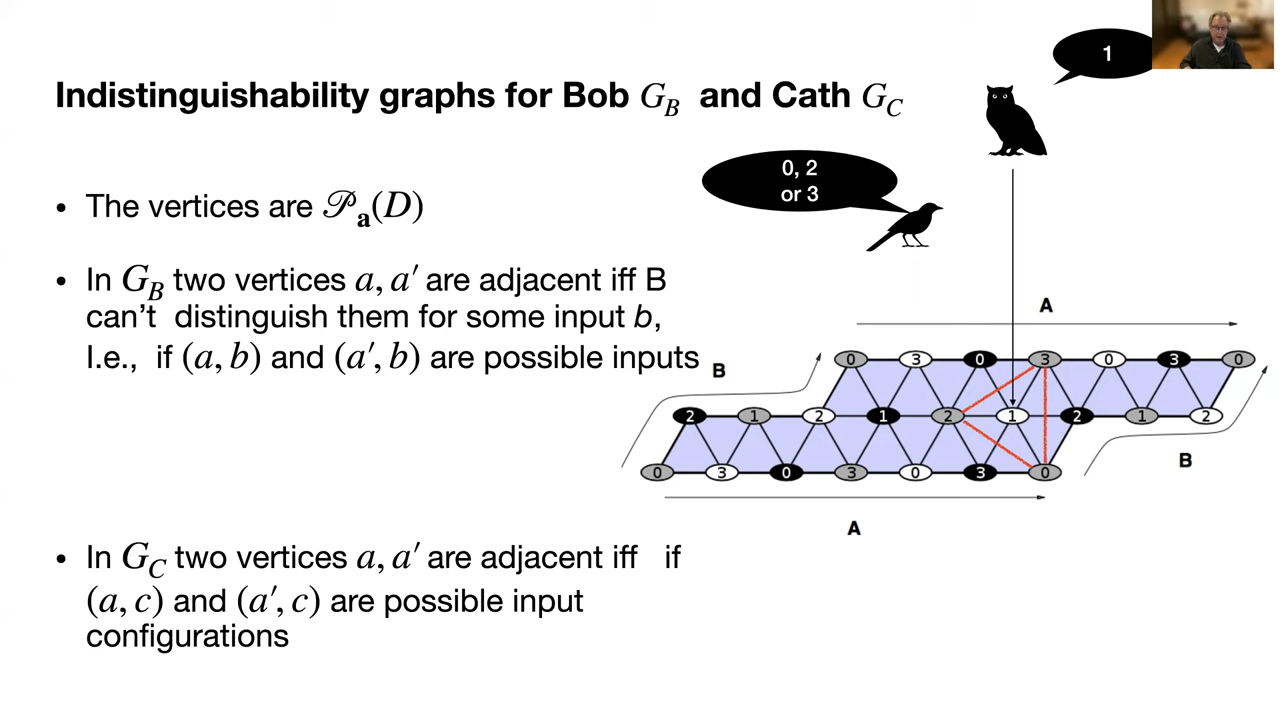 1
Indistinguishability graphs for Bob G_B and Cath G_C
0, 2
or 3
• The vertices are 𝒫_a(D)
• In G_B two vertices a, a′ are adjacent iff B
can’t distinguish them for some input b,
I.e., if (a, b) and (a′, b) are possible inputs
A
B
0 3 0 3 0 3 0
2 1 2 1 2 1 2 1 2
B
0 3 0 3 0 3 0
A
• In G_C two vertices a, a′ are adjacent iff if
(a, c) and (a′, c) are possible input
configurations